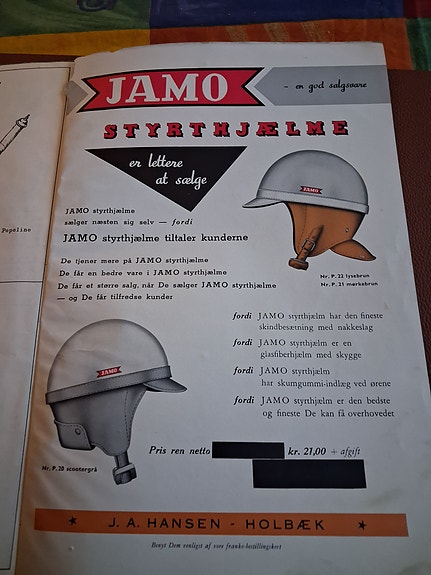 JAMO
- en god salgsvare
STYRTHJÆLME
er lettere
at sælge
JAMO
JAMO styrthjælme
sælger næsten sig selv — fordi
JAMO styrthjælme tiltaler kunderne
Nr. P. 22 lysebrun
Nr. P. 21 mørkebrun
De tjener mere på JAMO styrthjælme
De får en bedre vare i JAMO styrthjælme
De får et større salg, når De sælger JAMO styrthjælme
— og De får tilfredse kunder
Popeline
fordi JAMO styrthjælm har den fineste
skindbesætning med nakkeslag
fordi JAMO styrthjælm er en
glasfiberhjælm med skygge
fordi JAMO styrthjælm
har skumgummi-indlæg ved ørene
fordi JAMO styrthjælm er den bedste
og fineste De kan få overhovedet
JAMO
Nr. P. 20 scootergrå
Pris ren netto
kr. 21,00 + afgift
J. A. HANSEN - HOLBÆK
Benyt Dem venligst af vore franko-bestillingskort